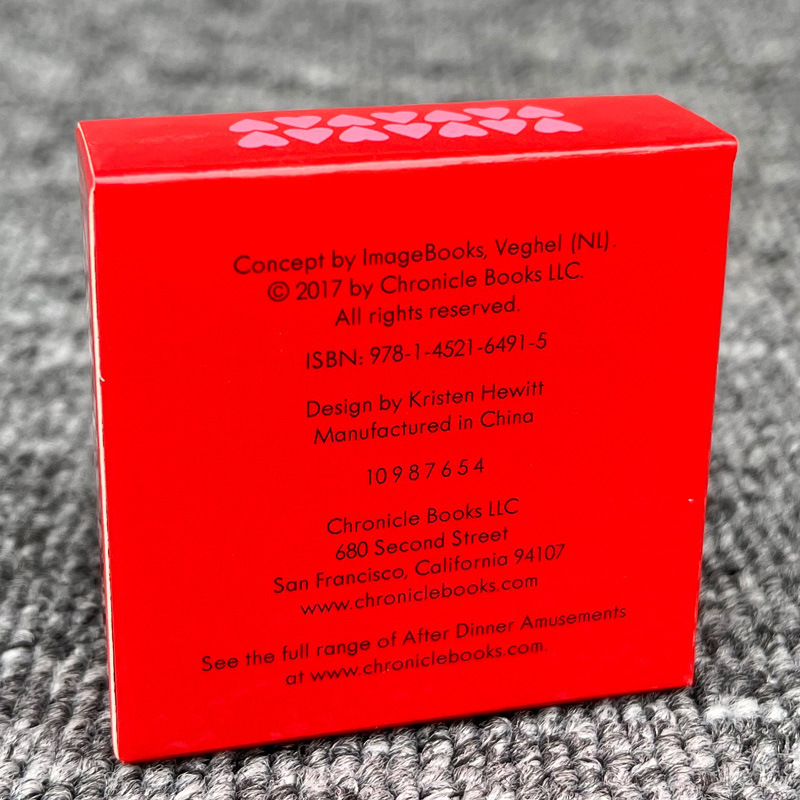 Concept by ImageBooks, Veghel (NL).
© 2017 by Chronicle Books LLC.
All rights reserved.
ISBN: 978-1-4521-6491-5
Design by Kristen Hewitt
Manufactured in China
10 9 8 7 6 5 4
Chronicle Books LLC
680 Second Street
San Francisco, California 94107
www.chroniclebooks.com
See the full range of After Dinner Amusements
at www.chroniclebooks.com.